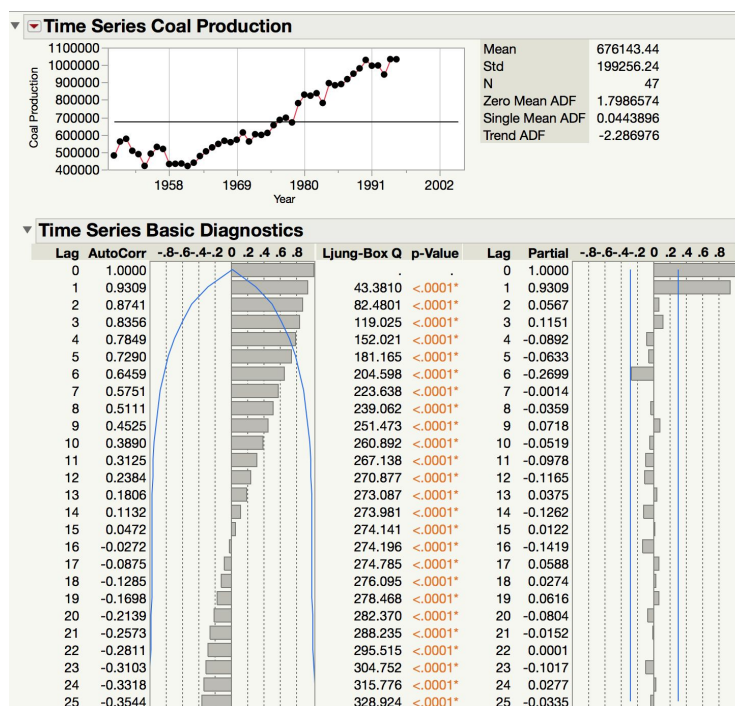 Time Series Coal Production
1100000
1000000
900000
800000
700000
600000
500000
400000
Coal Production
1958 1969 1980 1991 2002
Year
Mean 676143.44
Std 199256.24
N 47
Zero Mean ADF 1.7986574
Single Mean ADF 0.0443896
Trend ADF -2.286976
Time Series Basic Diagnostics
Lag AutoCorr -.8-.6-.4-.2 0 .2 .4 .6 .8 Ljung-Box Q p-Value Lag Partial -.8-.6-.4-.2 0 .2 .4 .6 .8
0 1.0000 . . 0 1.0000
1 0.9309 43.3810 <.0001* 1 0.9309
2 0.8741 82.4801 <.0001* 2 0.0567
3 0.8356 119.025 <.0001* 3 0.1151
4 0.7849 152.021 <.0001* 4 -0.0892
5 0.7290 181.165 <.0001* 5 -0.0633
6 0.6459 204.598 <.0001* 6 -0.2699
7 0.5751 223.638 <.0001* 7 -0.0014
8 0.5111 239.062 <.0001* 8 -0.0359
9 0.4525 251.473 <.0001* 9 0.0718
10 0.3890 260.892 <.0001* 10 -0.0519
11 0.3125 267.138 <.0001* 11 -0.0978
12 0.2384 270.877 <.0001* 12 -0.1165
13 0.1806 273.087 <.0001* 13 0.0375
14 0.1132 273.981 <.0001* 14 -0.1262
15 0.0472 274.141 <.0001* 15 0.0122
16 -0.0272 274.196 <.0001* 16 -0.1419
17 -0.0875 274.785 <.0001* 17 0.0588
18 -0.1285 276.095 <.0001* 18 0.0274
19 -0.1698 278.468 <.0001* 19 0.0616
20 -0.2139 282.370 <.0001* 20 -0.0804
21 -0.2573 288.235 <.0001* 21 -0.0152
22 -0.2811 295.515 <.0001* 22 0.0001
23 -0.3103 304.752 <.0001* 23 -0.1017
24 -0.3318 315.776 <.0001* 24 0.0277
25 -0.3544 328.924 <.0001* 25 -0.0335